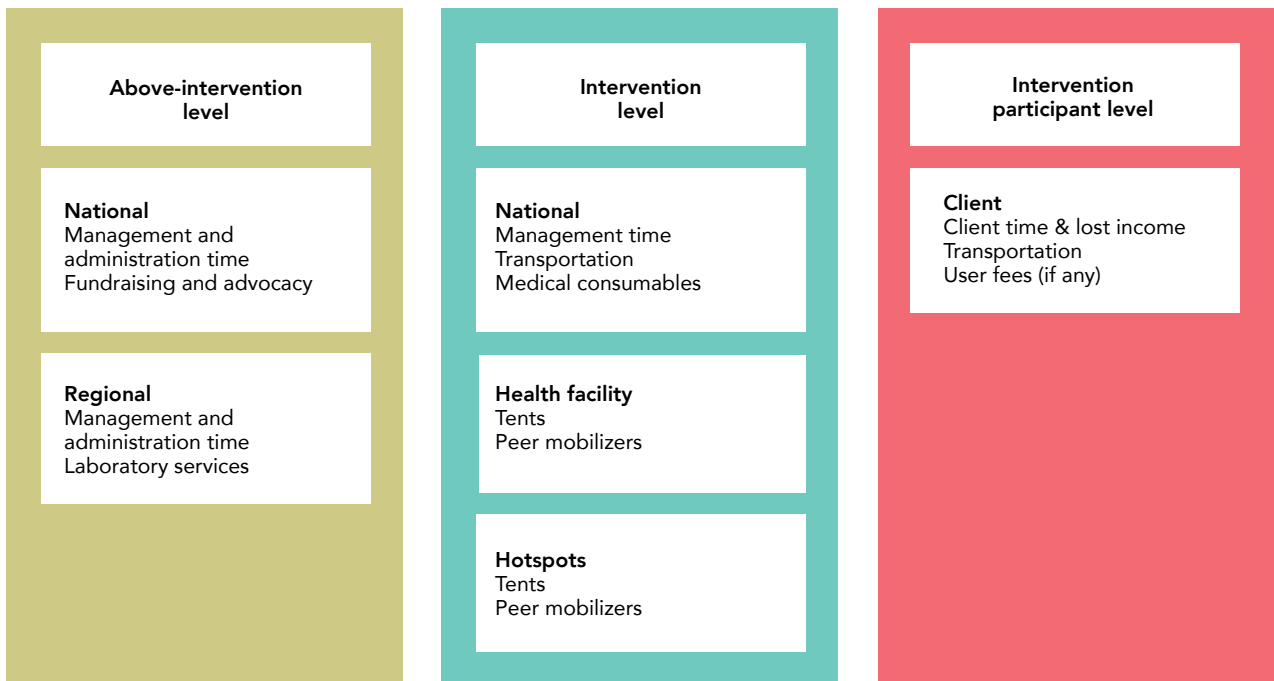 Above-intervention
level
National
Management and
administration time
Fundraising and advocacy
Regional
Management and
administration time
Laboratory services
Intervention
level
National
Management time
Transportation
Medical consumables
Health facility
Tents
Peer mobilizers
Hotspots
Tents
Peer mobilizers
Intervention
participant level
Client
Client time & lost income
Transportation
User fees (if any)